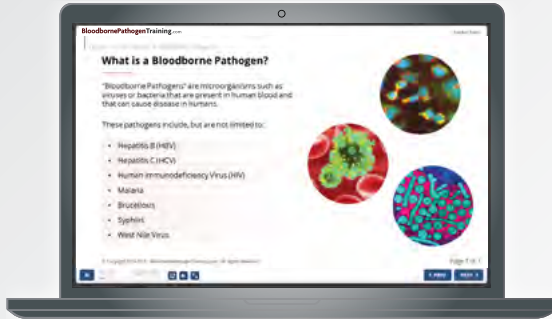 BloodbornePathogenTraining.com
What is a Bloodborne Pathogen?
"Bloodborne Pathogens" are microorganisms such as
viruses or bacteria that are present in human blood and
that can cause disease in humans.
These pathogens include, but are not limited to:
• Hepatitis B (HBV)
• Hepatitis C (HCV)
• Human Immunodeficiency Virus (HIV)
• Malaria
• Brucellosis
• Syphilis
• West Nile Virus
PREV
NEXT